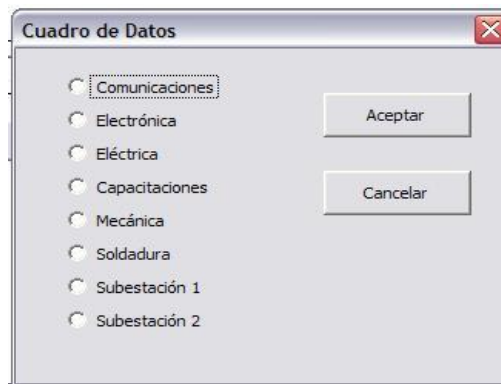 Cuadro de Datos
Comunicaciones
Electrónica
Eléctrica
Capacitaciones
Mecánica
Soldadura
Subestación 1
Subestación 2
Aceptar
Cancelar